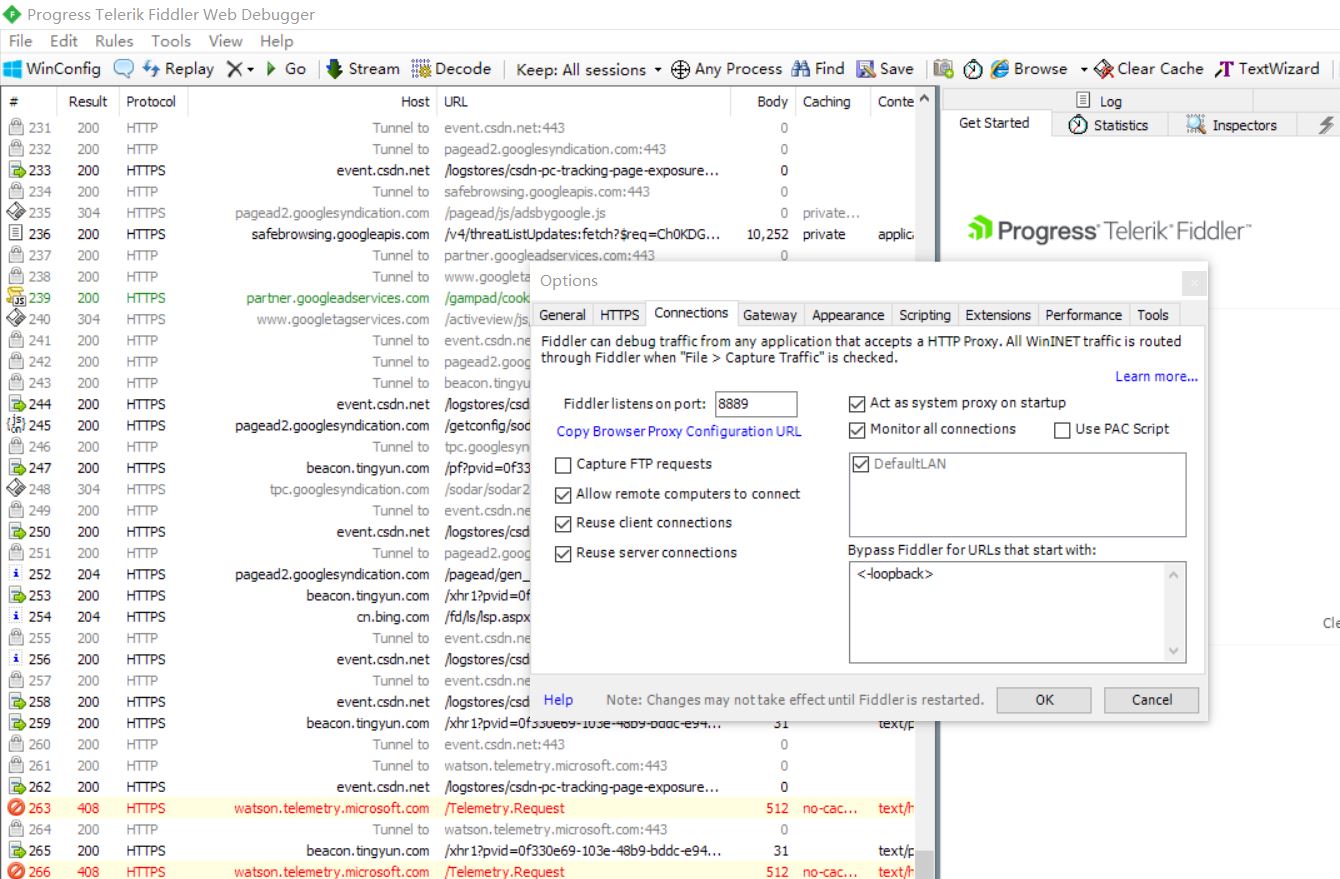 Progress Telerik Fiddler Web Debugger
File Edit Rules Tools View Help
WinConfig Replay Go Stream Decode Keep: All sessions Any Process Find Save Browse Clear Cache TextWizard
# Result Protocol Host URL Body Caching Conte
231 200 HTTP Tunnel to event.csdn.net:443 0
232 200 HTTP Tunnel to pagead2.googlesyndication.com:443 0
233 200 HTTPS event.csdn.net /logstores/csdn-pc-tracking-page-exposure... 0
234 200 HTTP Tunnel to safebrowsing.googleapis.com:443 0
235 304 HTTPS pagead2.googlesyndication.com /pagead/js/adsbygoogle.js 0 private...
236 200 HTTPS safebrowsing.googleapis.com /v4/threatListUpdates:fetch?$req=Ch0KDG... 10,252 private applic
237 200 HTTP Tunnel to partner.googleadservices.com:443 0
238 200 HTTP Tunnel to www.googleta
239 200 HTTPS partner.googleadservices.com /gampad/cook
240 304 HTTPS www.googletagservices.com /activeview/js,
241 200 HTTP Tunnel to event.csdn.ne
242 200 HTTP Tunnel to pagead2.goog
243 200 HTTP Tunnel to beacon.tingyu
244 200 HTTPS event.csdn.net /logstores/csd
245 200 HTTPS pagead2.googlesyndication.com /getconfig/sod
246 200 HTTP Tunnel to tpc.googlesyn
247 200 HTTPS beacon.tingyun.com /pf?pvid=0f33
248 304 HTTPS tpc.googlesyndication.com /sodar/sodar2
249 200 HTTP Tunnel to event.csdn.ne
250 200 HTTPS event.csdn.net /logstores/csd
251 200 HTTP Tunnel to pagead2.goog
252 204 HTTPS pagead2.googlesyndication.com /pagead/gen_
253 200 HTTPS beacon.tingyun.com /xhr1?pvid=0f
254 204 HTTPS cn.bing.com /fd/ls/lsp.aspx
255 200 HTTP Tunnel to event.csdn.ne
256 200 HTTPS event.csdn.net /logstores/csd
257 200 HTTP Tunnel to event.csdn.ne
258 200 HTTPS event.csdn.net /logstores/csd
259 200 HTTPS beacon.tingyun.com /xhr1?pvid=0f330e69-103e-48b9-bddc-e94... 31 text/p
260 200 HTTP Tunnel to event.csdn.net:443 0
261 200 HTTP Tunnel to watson.telemetry.microsoft.com:443 0
262 200 HTTPS event.csdn.net /logstores/csdn-pc-tracking-page-exposure... 0
263 408 HTTPS watson.telemetry.microsoft.com /Telemetry.Request 512 no-cac... text/h
264 200 HTTP Tunnel to watson.telemetry.microsoft.com:443 0
265 200 HTTPS beacon.tingyun.com /xhr1?pvid=0f330e69-103e-48b9-bddc-e94... 31 text/p
266 408 HTTPS watson.telemetry.microsoft.com /Telemetry.Request 512 no-cac... text/h
Log
Get Started Statistics Inspectors
Progress Telerik Fiddler
Cle
Options
General HTTPS Connections Gateway Appearance Scripting Extensions Performance Tools
Fiddler can debug traffic from any application that accepts a HTTP Proxy. All WinINET traffic is routed
through Fiddler when "File > Capture Traffic" is checked.
Learn more...
Fiddler listens on port: 8889
Copy Browser Proxy Configuration URL
Capture FTP requests
Allow remote computers to connect
Reuse client connections
Reuse server connections
Act as system proxy on startup
Monitor all connections Use PAC Script
DefaultLAN
Bypass Fiddler for URLs that start with:
<-loopback>
Help Note: Changes may not take effect until Fiddler is restarted. OK Cancel